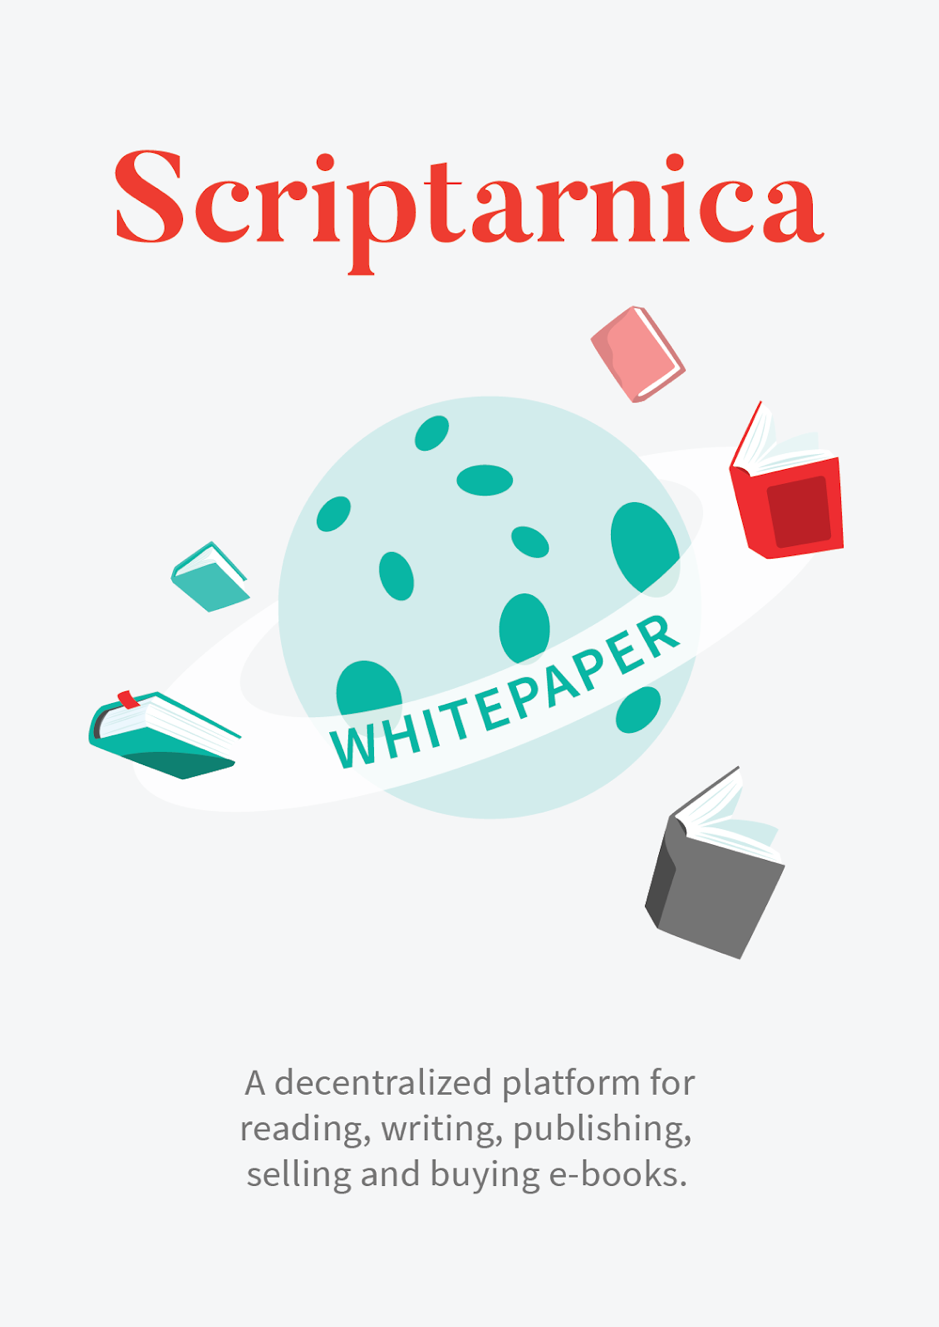 Scriptarnica
WHITEPAPER
A decentralized platform for
reading, writing, publishing,
selling and buying e-books.